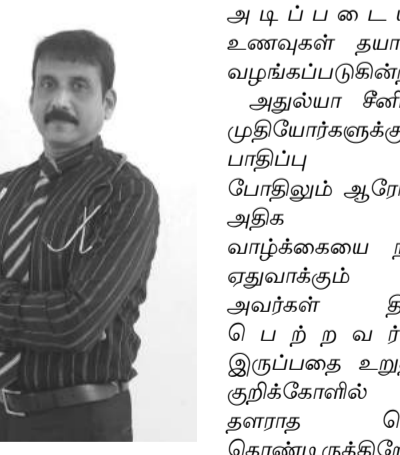 அ டி ப் ப டை ய
உணவுகள் தயா
வழங்கப்படுகின்ற
அதுல்யா சீனி
முதியோர்களுக்கு
பாதிப்பு
போதிலும் ஆரோ
அதிக
வாழ்க்கையை ந
ஏதுவாக்கும்
அவர்கள் தி
பெ ற் ற வ ர்
இருப்பதை உறு
குறிக்கோளில்
தளராத செ
கொண்டிருக்கிறே